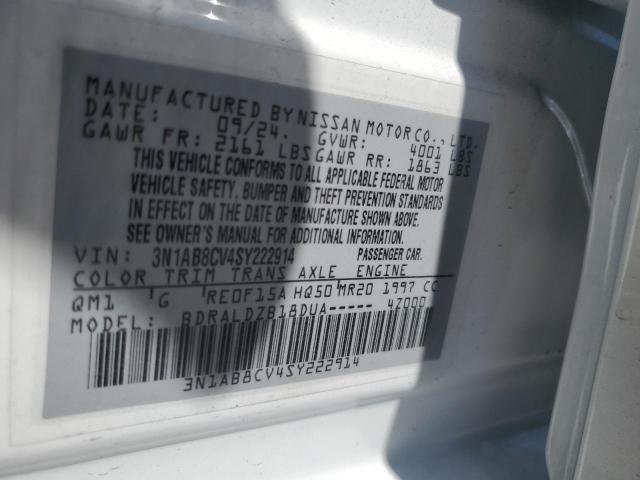 MANUFACTURED BY NISSAN MOTOR CO., LTD.
DATE: 09/24. GVWR: 4001 LBS
GAWR FR: 2161 LBS GAWR RR: 1863 LBS
THIS VEHICLE CONFORMS TO ALL APPLICABLE FEDERAL MOTOR
VEHICLE SAFETY, BUMPER AND THEFT PREVENTION STANDARDS
IN EFFECT ON THE DATE OF MANUFACTURE SHOWN ABOVE.
SEE OWNER'S MANUAL FOR ADDITIONAL INFORMATION
VIN: 3N1AB8CV4SY222914 PASSENGER CAR.
COLOR TRIM TRANS AXLE ENGINE
QM1 G RE0F15A HQ50 MR20 1997 CC
MODEL: BDRALDZB18DUA----- 4Z000
3N1AB8CV4SY222914